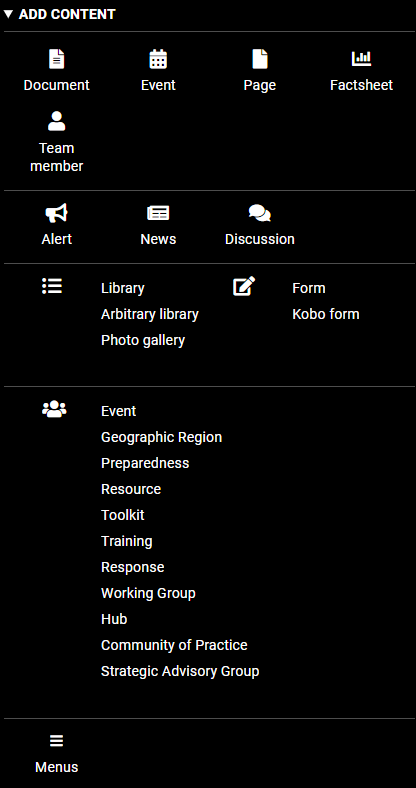 ADD CONTENT
Document
Event
Page
Factsheet
Team
member
Alert
News
Discussion
Library
Arbitrary library
Photo gallery
Form
Kobo form
Event
Geographic Region
Preparedness
Resource
Toolkit
Training
Response
Working Group
Hub
Community of Practice
Strategic Advisory Group
Menus